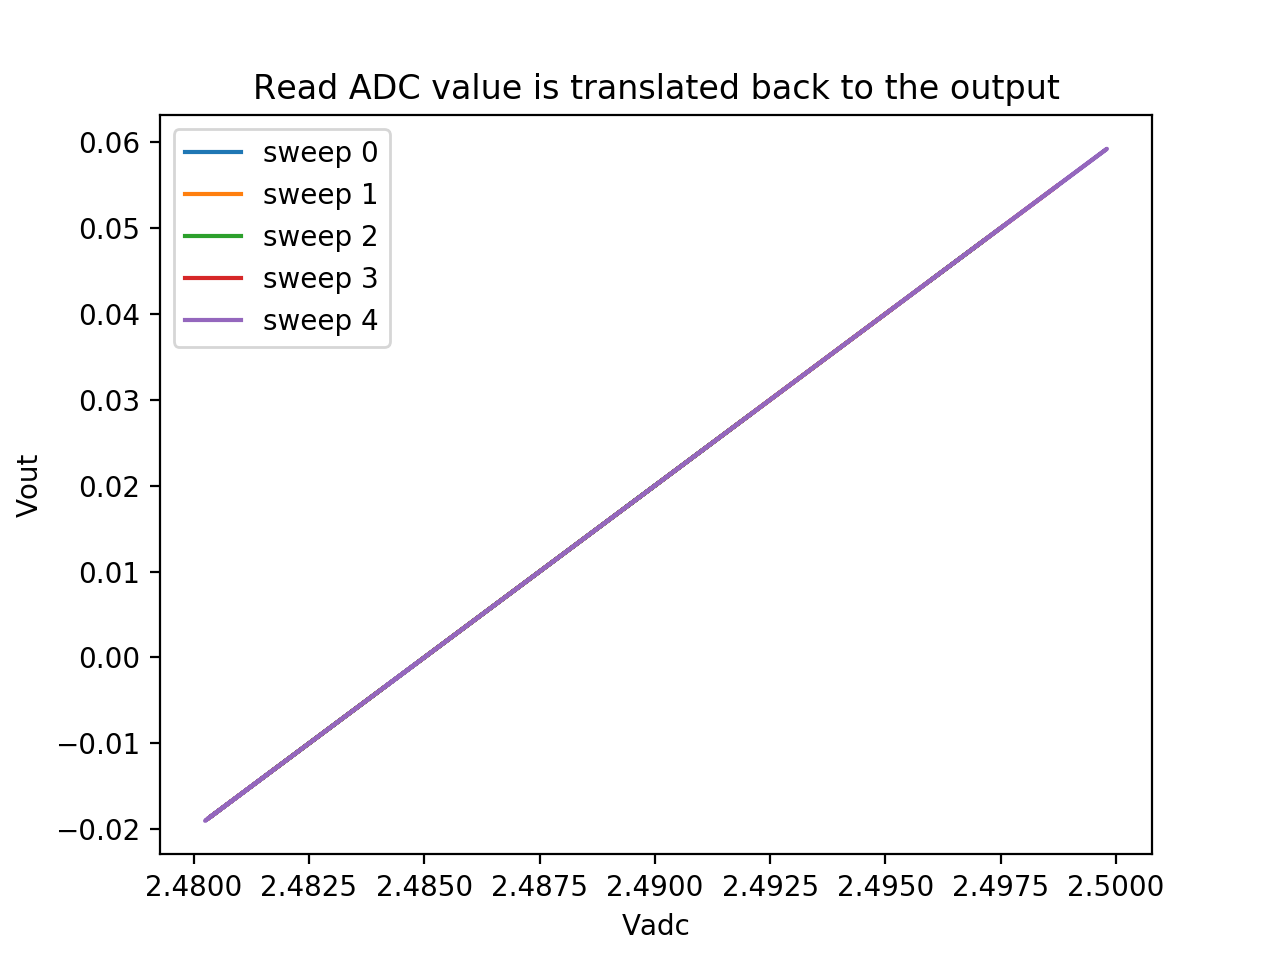 Read ADC value is translated back to the output
sweep 0
sweep 1
sweep 2
sweep 3
sweep 4
0.06
0.05
0.04
0.03
0.02
0.01
0.00
−0.01
−0.02
Vout
2.4800 2.4825 2.4850 2.4875 2.4900 2.4925 2.4950 2.4975 2.5000
Vadc